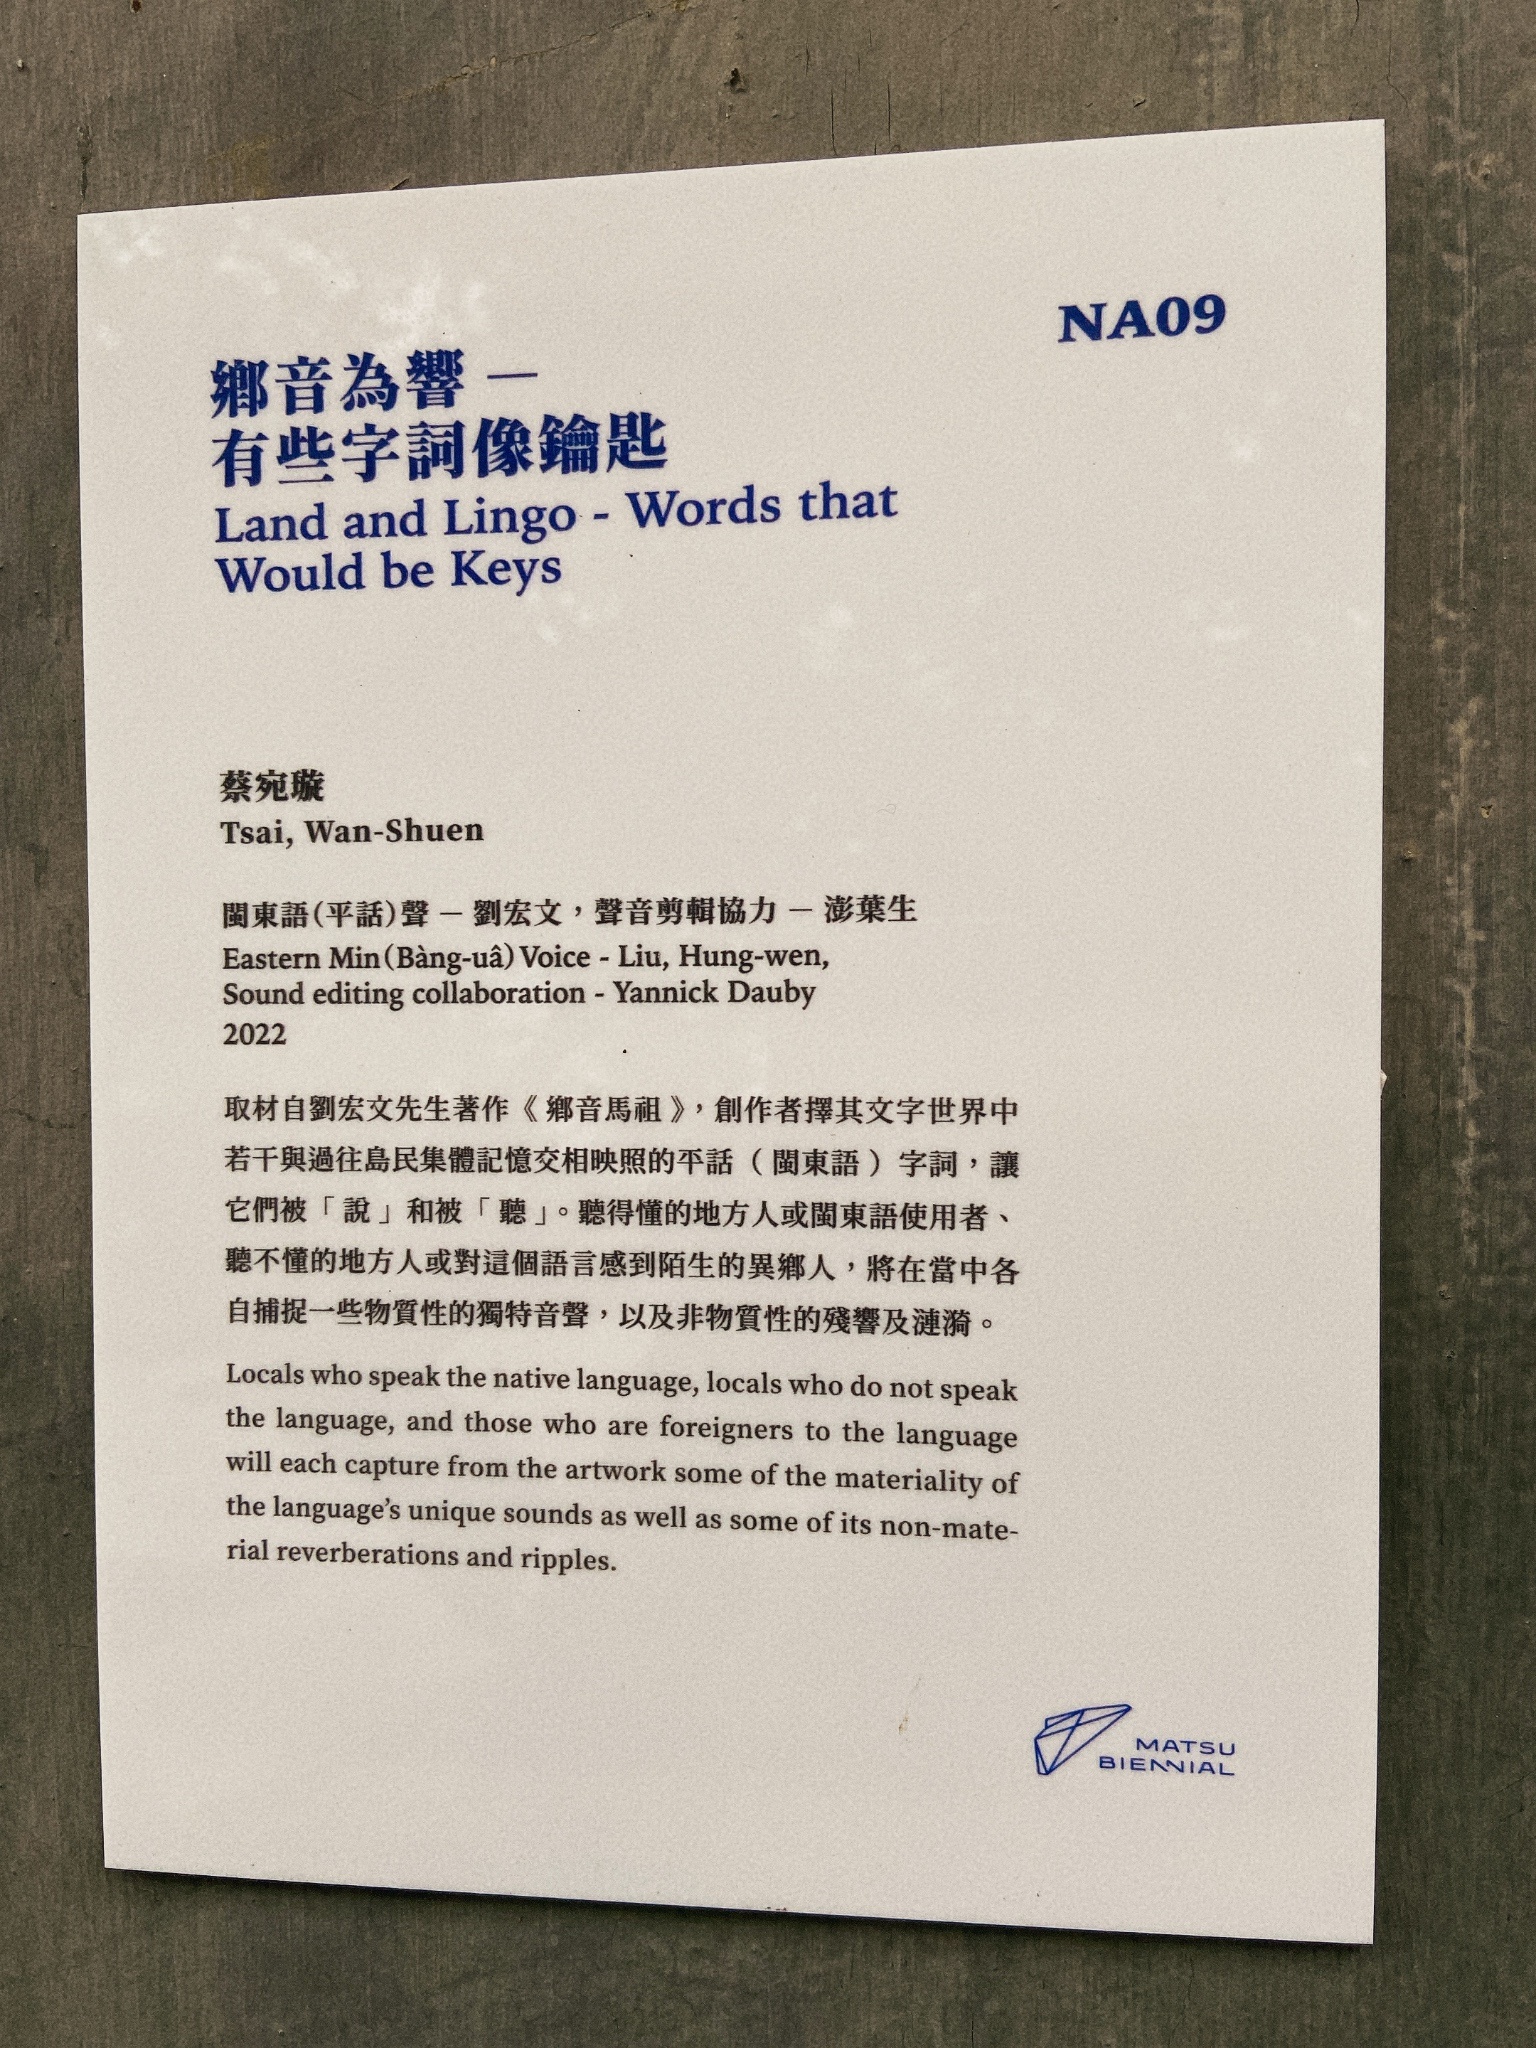 NA09
鄉音為響 —
有些字詞像鑰匙
Land and Lingo - Words that
Would be Keys
蔡宛璇
Tsai, Wan-Shuen
閩東語(平話)聲 — 劉宏文，聲音剪輯協力 — 澎葉生
Eastern Min(Bàng-uâ)Voice - Liu, Hung-wen,
Sound editing collaboration - Yannick Dauby
2022
取材自劉宏文先生著作《鄉音馬祖》，創作者擇其文字世界中
若干與過往島民集體記憶交相映照的平話（閩東語）字詞，讓
它們被「說」和被「聽」。聽得懂的地方人或閩東語使用者、
聽不懂的地方人或對這個語言感到陌生的異鄉人，將在當中各
自捕捉一些物質性的獨特音聲，以及非物質性的殘響及漣漪。
Locals who speak the native language, locals who do not speak
the language, and those who are foreigners to the language
will each capture from the artwork some of the materiality of
the language’s unique sounds as well as some of its non-mate-
rial reverberations and ripples.
MATSU
BIENNIAL